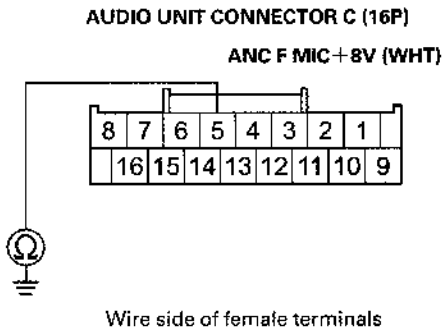 AUDIO UNIT CONNECTOR C (16P)
ANC F MIC+8V (WHT)
8 7 6 5 4 3 2 1
16 15 14 13 12 11 10 9
Ω
Wire side of female terminals